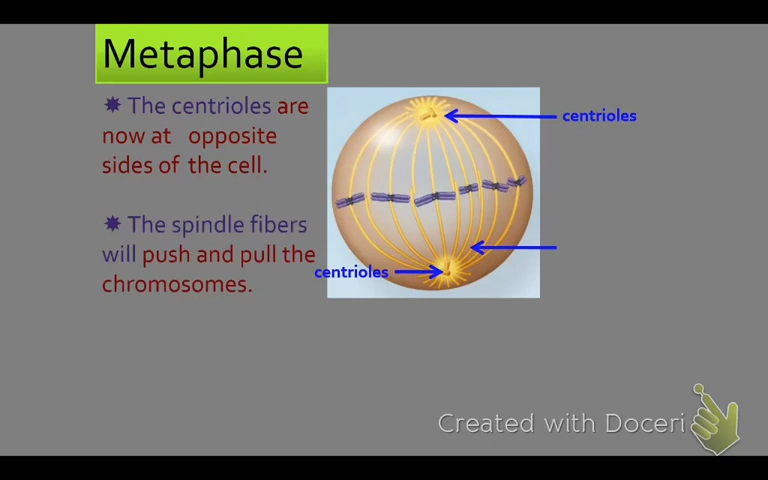 Metaphase
The centrioles are
now at opposite
sides of the cell.
The spindle fibers
will push and pull the
chromosomes.
centrioles
centrioles
Created with Doceri